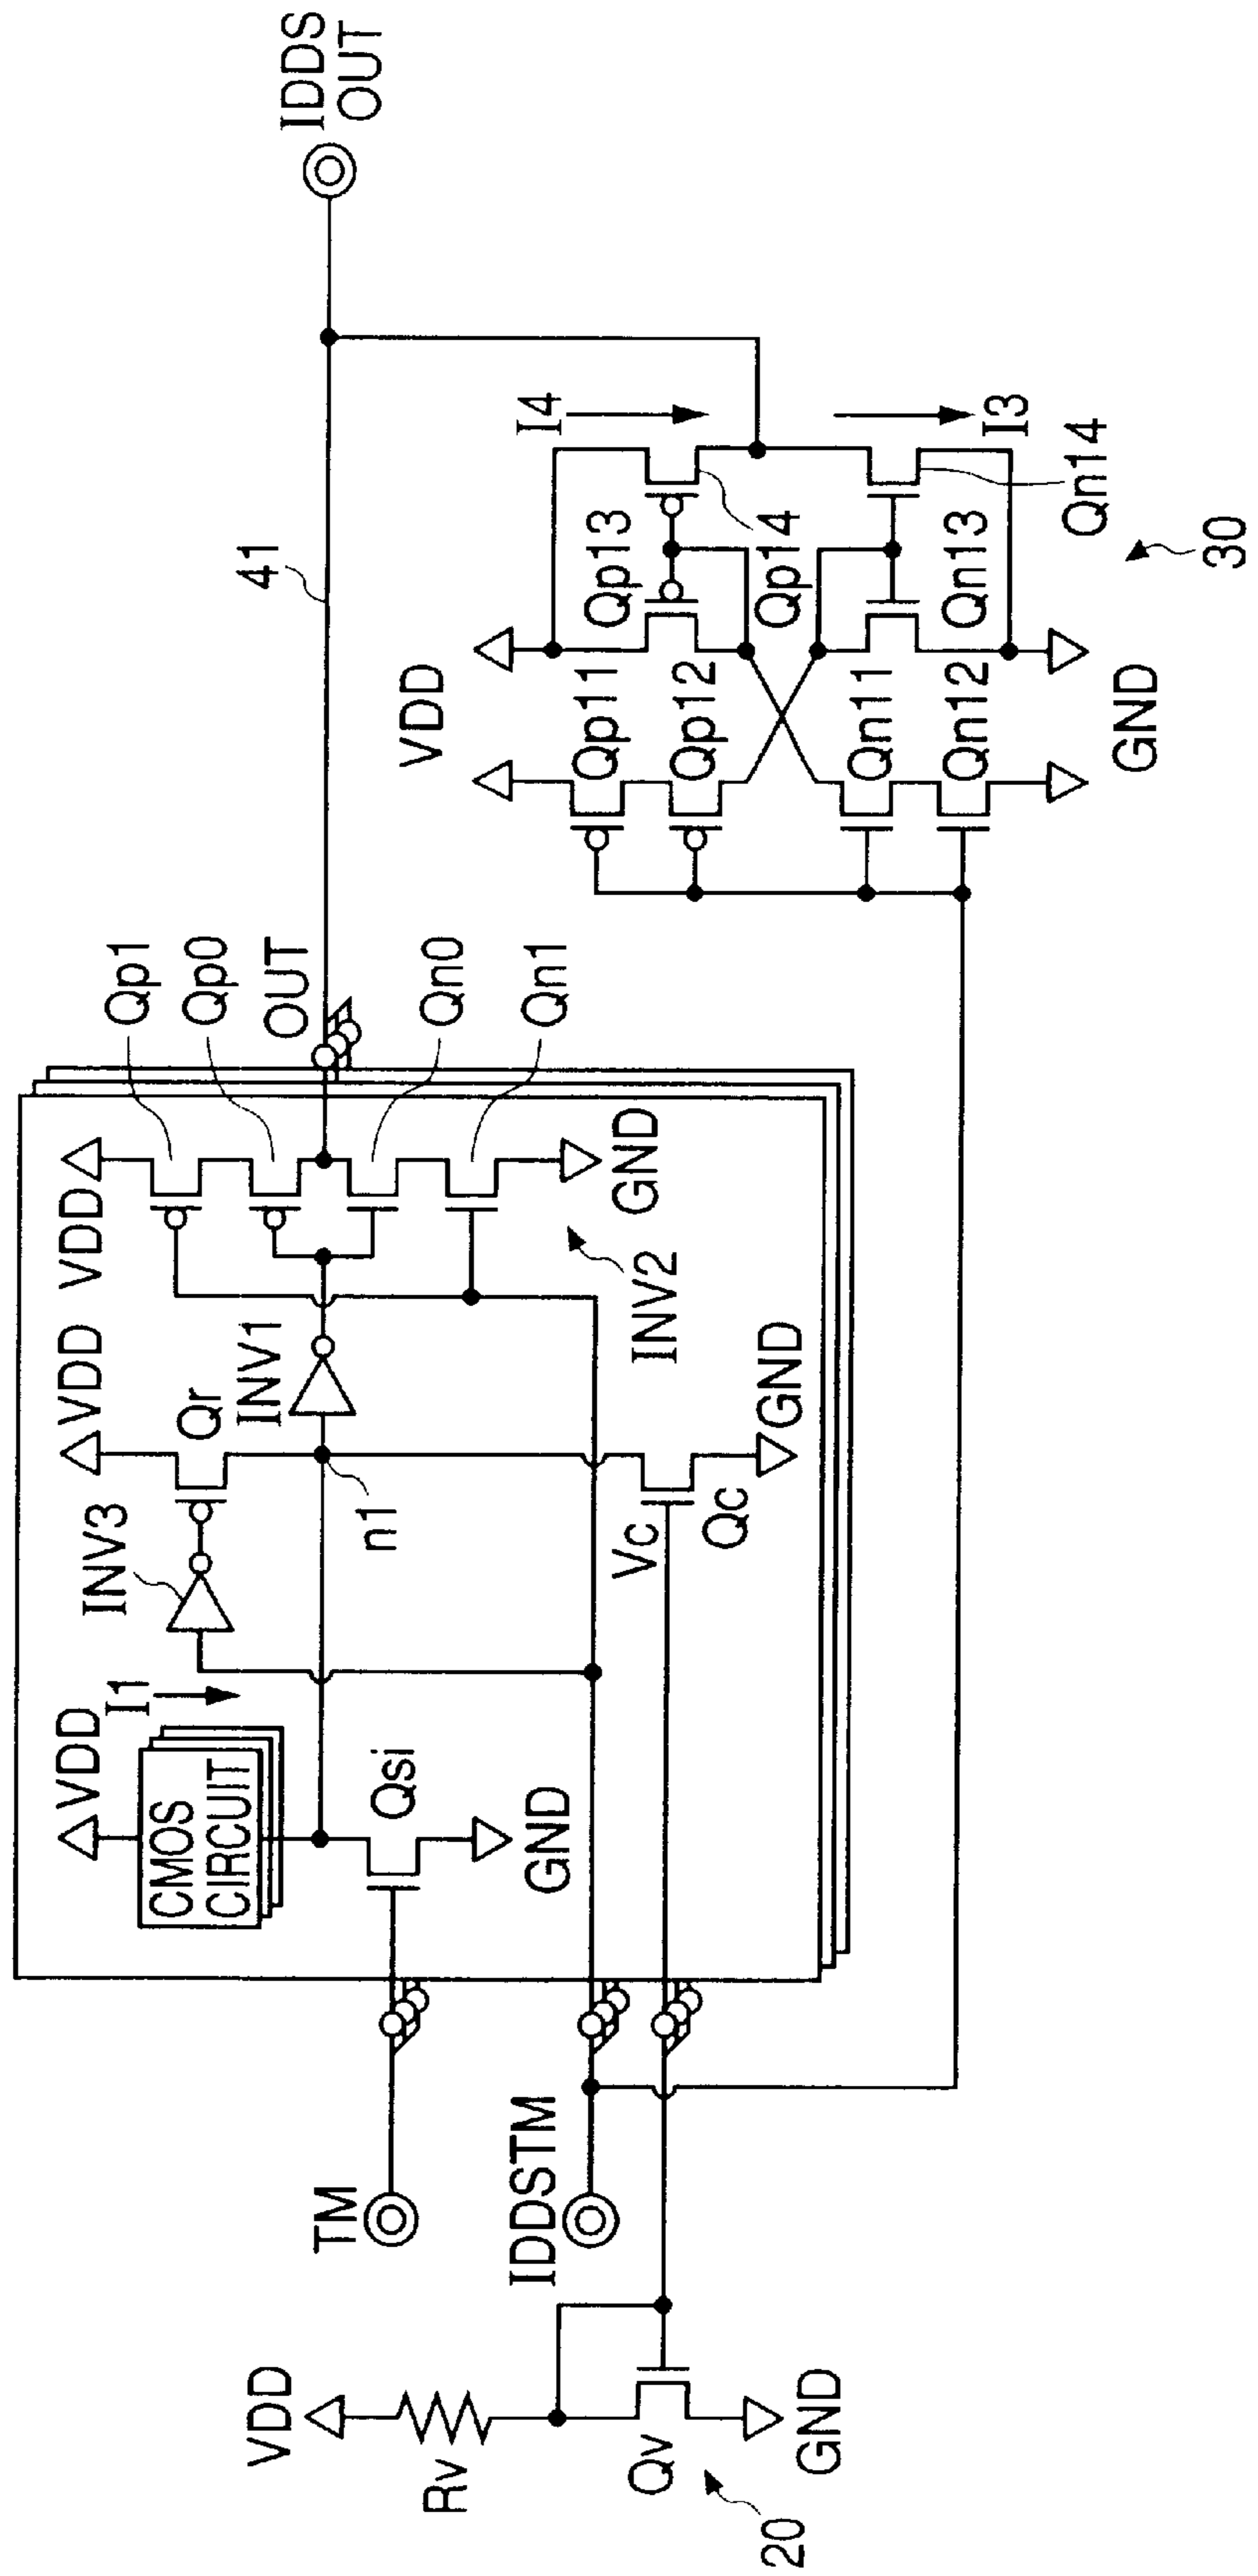 VDD
Rv
Qv
GND
20
TM
IDDSTM
VDD
I1
CMOS
CIRCUIT
Qsi
GND
INV3
VDD
Qr
n1
INV1
Vc
Qc
GND
VDD
INV2
GND
Qp1
Qp0
OUT
Qn0
Qn1
41
VDD
Qp11
Qp12
Qn11
Qn12
GND
Qp13
Qp14
Qn13
Qn14
I4
I3
30
IDDS
OUT